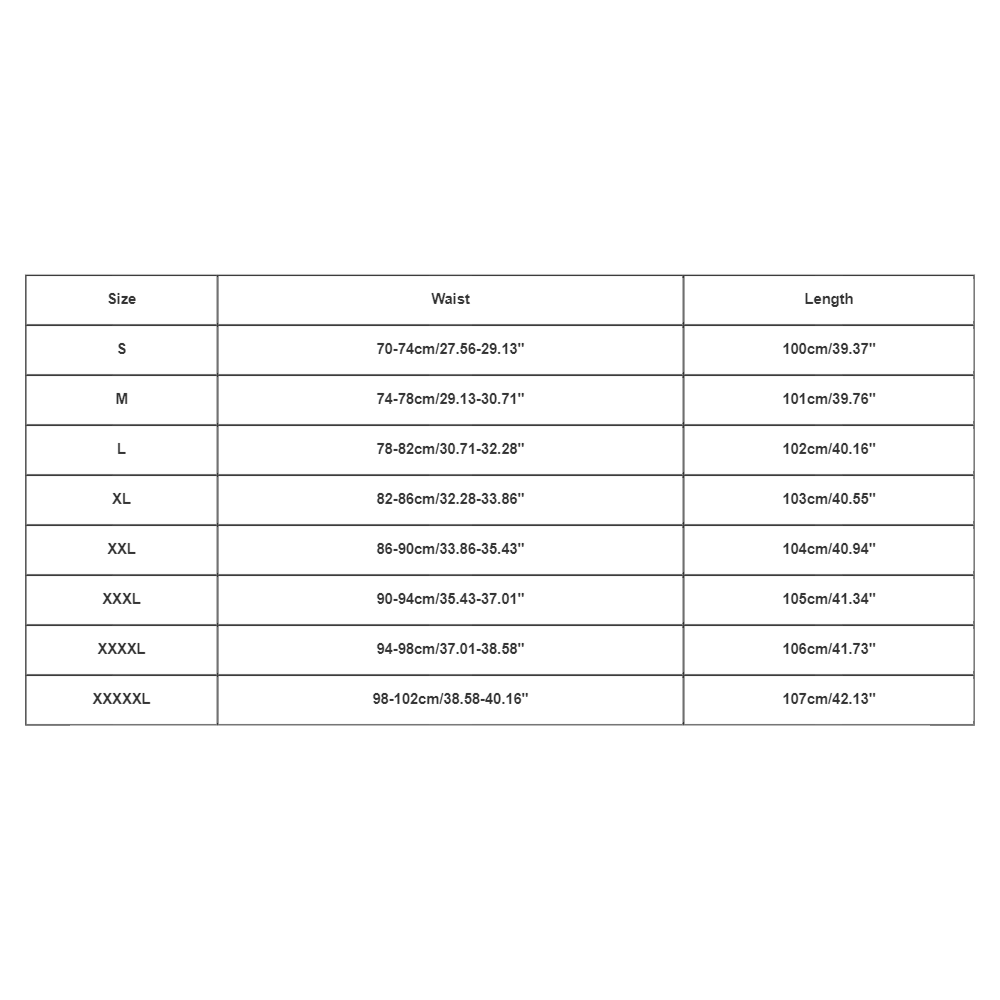 Size Waist Length
S 70-74cm/27.56-29.13" 100cm/39.37"
M 74-78cm/29.13-30.71" 101cm/39.76"
L 78-82cm/30.71-32.28" 102cm/40.16"
XL 82-86cm/32.28-33.86" 103cm/40.55"
XXL 86-90cm/33.86-35.43" 104cm/40.94"
XXXL 90-94cm/35.43-37.01" 105cm/41.34"
XXXXL 94-98cm/37.01-38.58" 106cm/41.73"
XXXXXL 98-102cm/38.58-40.16" 107cm/42.13"